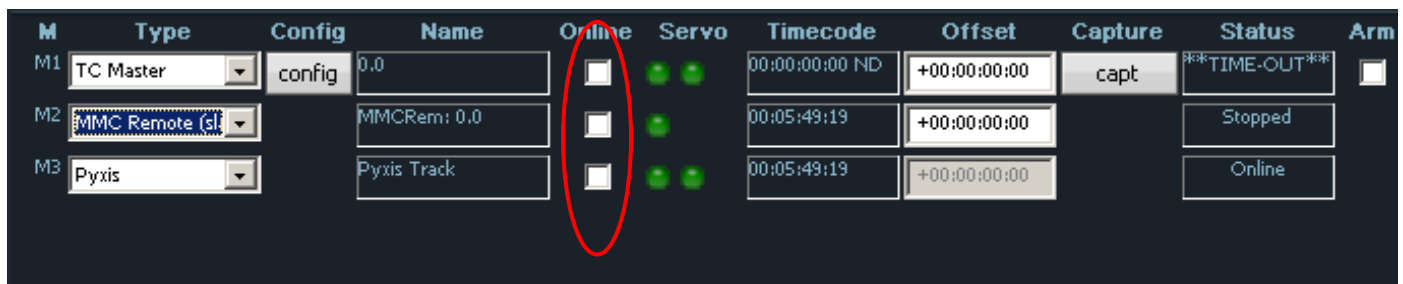 M Type Config Name Online Servo Timecode Offset Capture Status Arm
M1 TC Master config 0.0 00:00:00:00 ND +00:00:00:00 capt **TIME-OUT**
M2 MMC Remote (sl MMCRem: 0.0 00:05:49:19 +00:00:00:00 Stopped
M3 Pyxis Pyxis Track 00:05:49:19 +00:00:00:00 Online